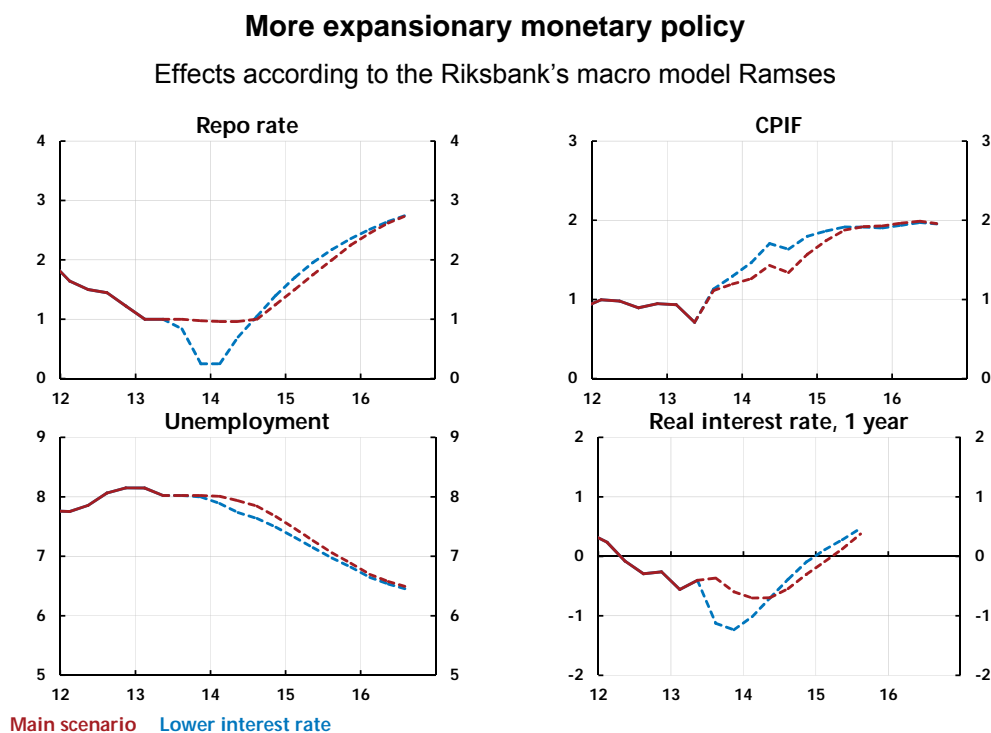 More expansionary monetary policy
Effects according to the Riksbank's macro model Ramses
Repo rate
4 4
3 3
2 2
1 1
0 0
12 13 14 15 16
CPIF
3 3
2 2
1 1
0 0
12 13 14 15 16
Unemployment
9 9
8 8
7 7
6 6
5 5
12 13 14 15 16
Real interest rate, 1 year
2 2
1 1
0 0
-1 -1
-2 -2
12 13 14 15 16
Main scenario Lower interest rate